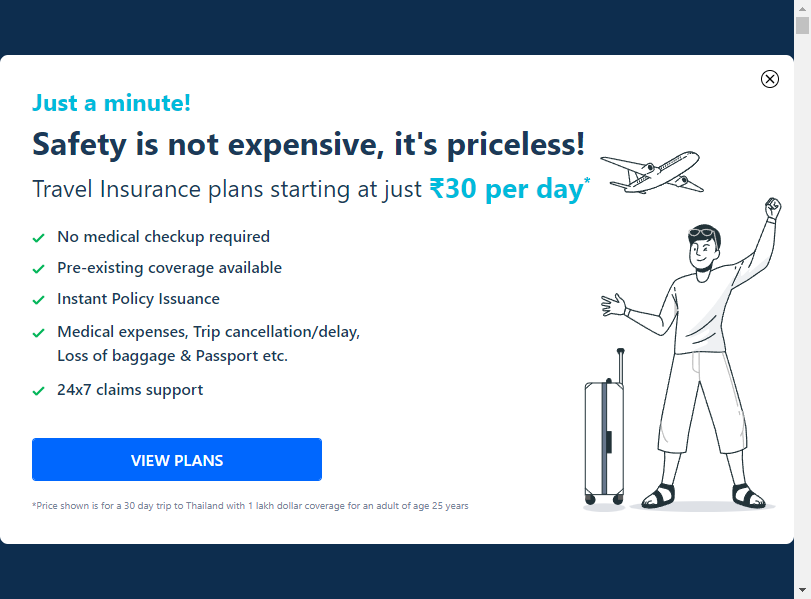 Just a minute!
Safety is not expensive, it's priceless!
Travel Insurance plans starting at just ₹30 per day*
No medical checkup required
Pre-existing coverage available
Instant Policy Issuance
Medical expenses, Trip cancellation/delay,
Loss of baggage & Passport etc.
24x7 claims support
VIEW PLANS
*Price shown is for a 30 day trip to Thailand with 1 lakh dollar coverage for an adult of age 25 years